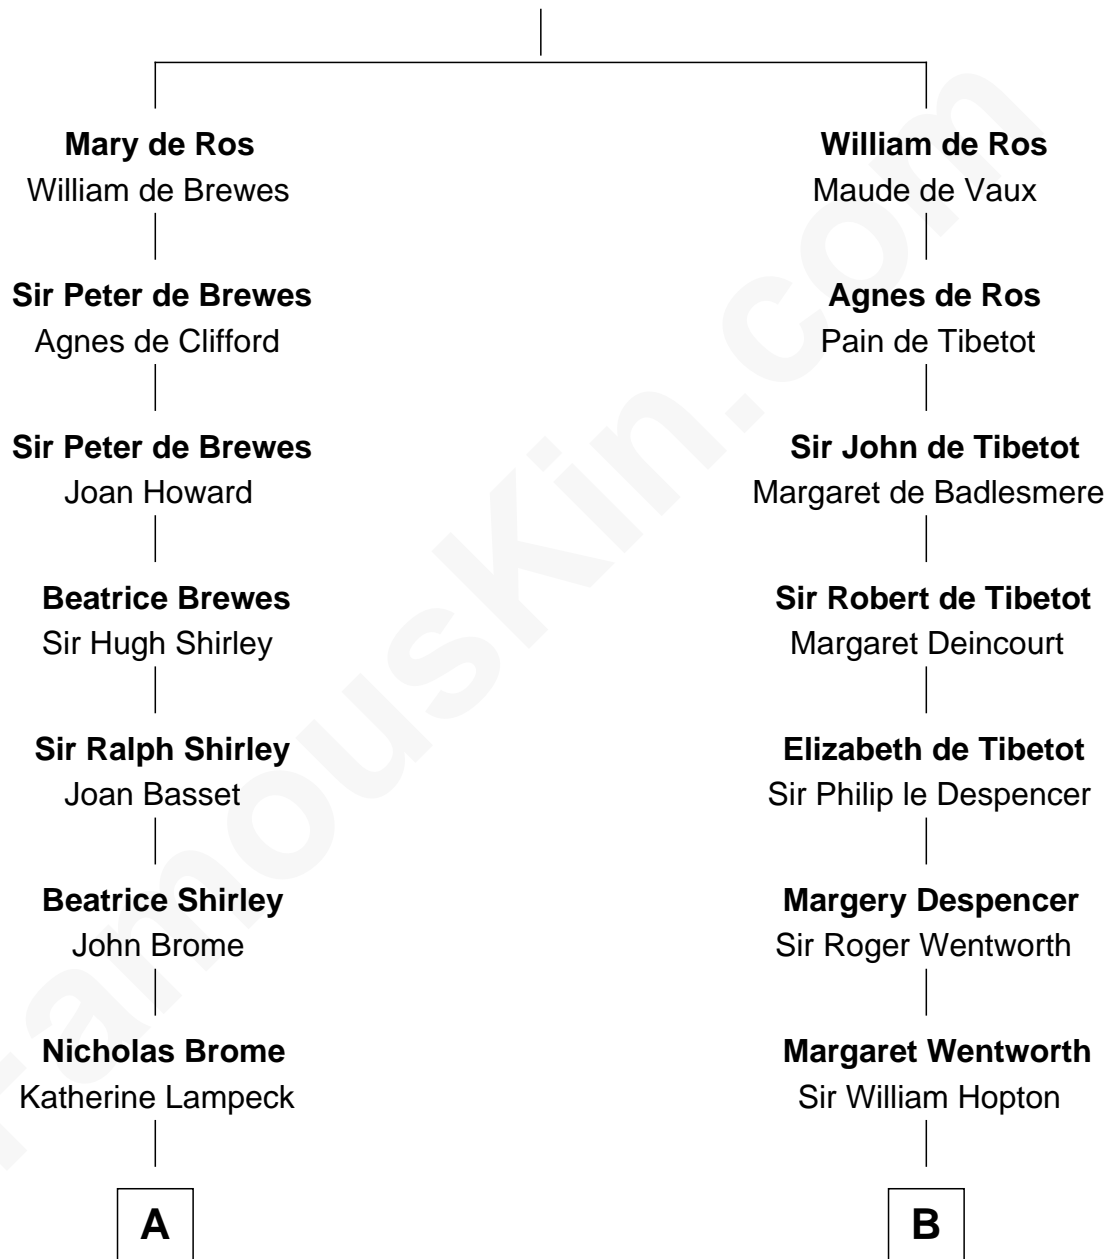 Mary de Ros
William de Brewes
Sir Peter de Brewes
Agnes de Clifford
Sir Peter de Brewes
Joan Howard
Beatrice Brewes
Sir Hugh Shirley
Sir Ralph Shirley
Joan Basset
Beatrice Shirley
John Brome
Nicholas Brome
Katherine Lampeck
A
William de Ros
Maude de Vaux
Agnes de Ros
Pain de Tibetot
Sir John de Tibetot
Margaret de Badlesmere
Sir Robert de Tibetot
Margaret Deincourt
Elizabeth de Tibetot
Sir Philip le Despencer
Margery Despencer
Sir Roger Wentworth
Margaret Wentworth
Sir William Hopton
B
FamousKin.com